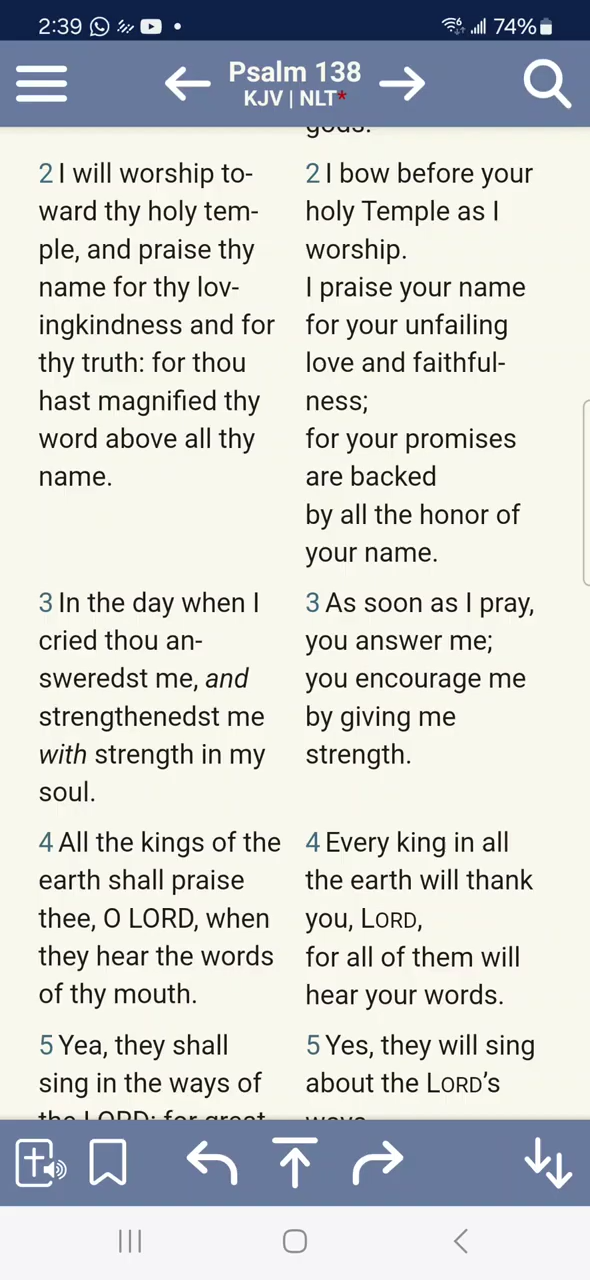 2:39 74%
Psalm 138
KJV | NLT*
gods.
2 I will worship to-
ward thy holy tem-
ple, and praise thy
name for thy lov-
ingkindness and for
thy truth: for thou
hast magnified thy
word above all thy
name.
2 I bow before your
holy Temple as I
worship.
I praise your name
for your unfailing
love and faithful-
ness;
for your promises
are backed
by all the honor of
your name.
3 In the day when I
cried thou an-
sweredst me, and
strengthenedst me
with strength in my
soul.
3 As soon as I pray,
you answer me;
you encourage me
by giving me
strength.
4 All the kings of the
earth shall praise
thee, O LORD, when
they hear the words
of thy mouth.
4 Every king in all
the earth will thank
you, LORD,
for all of them will
hear your words.
5 Yea, they shall
sing in the ways of
the LORD: for great
5 Yes, they will sing
about the LORD’s
ways